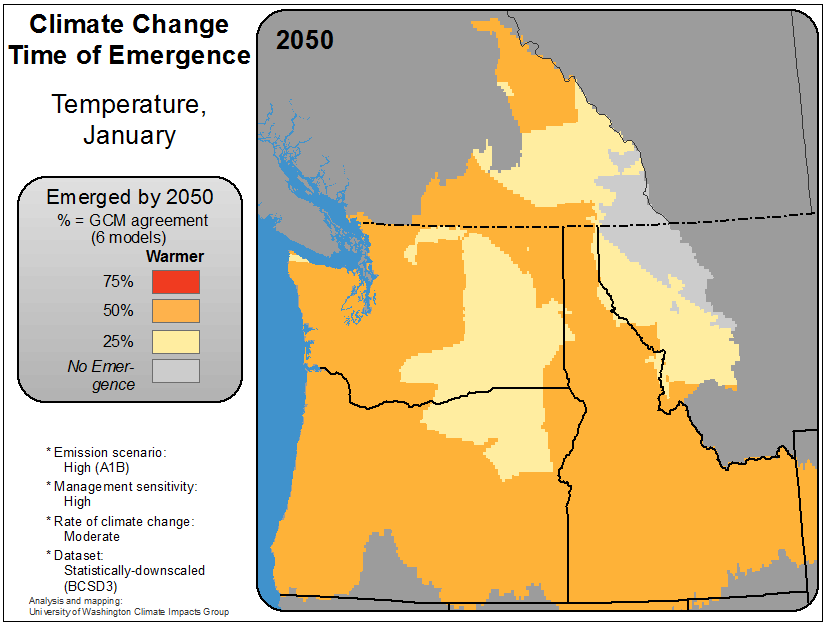 Climate Change
Time of Emergence
Temperature,
January
2050
Emerged by 2050
% = GCM agreement
(6 models)
Warmer
75%
50%
25%
No Emer-
gence
* Emission scenario:
High (A1B)
* Management sensitivity:
High
* Rate of climate change:
Moderate
* Dataset:
Statistically-downscaled
(BCSD3)
Analysis and mapping:
University of Washington Climate Impacts Group